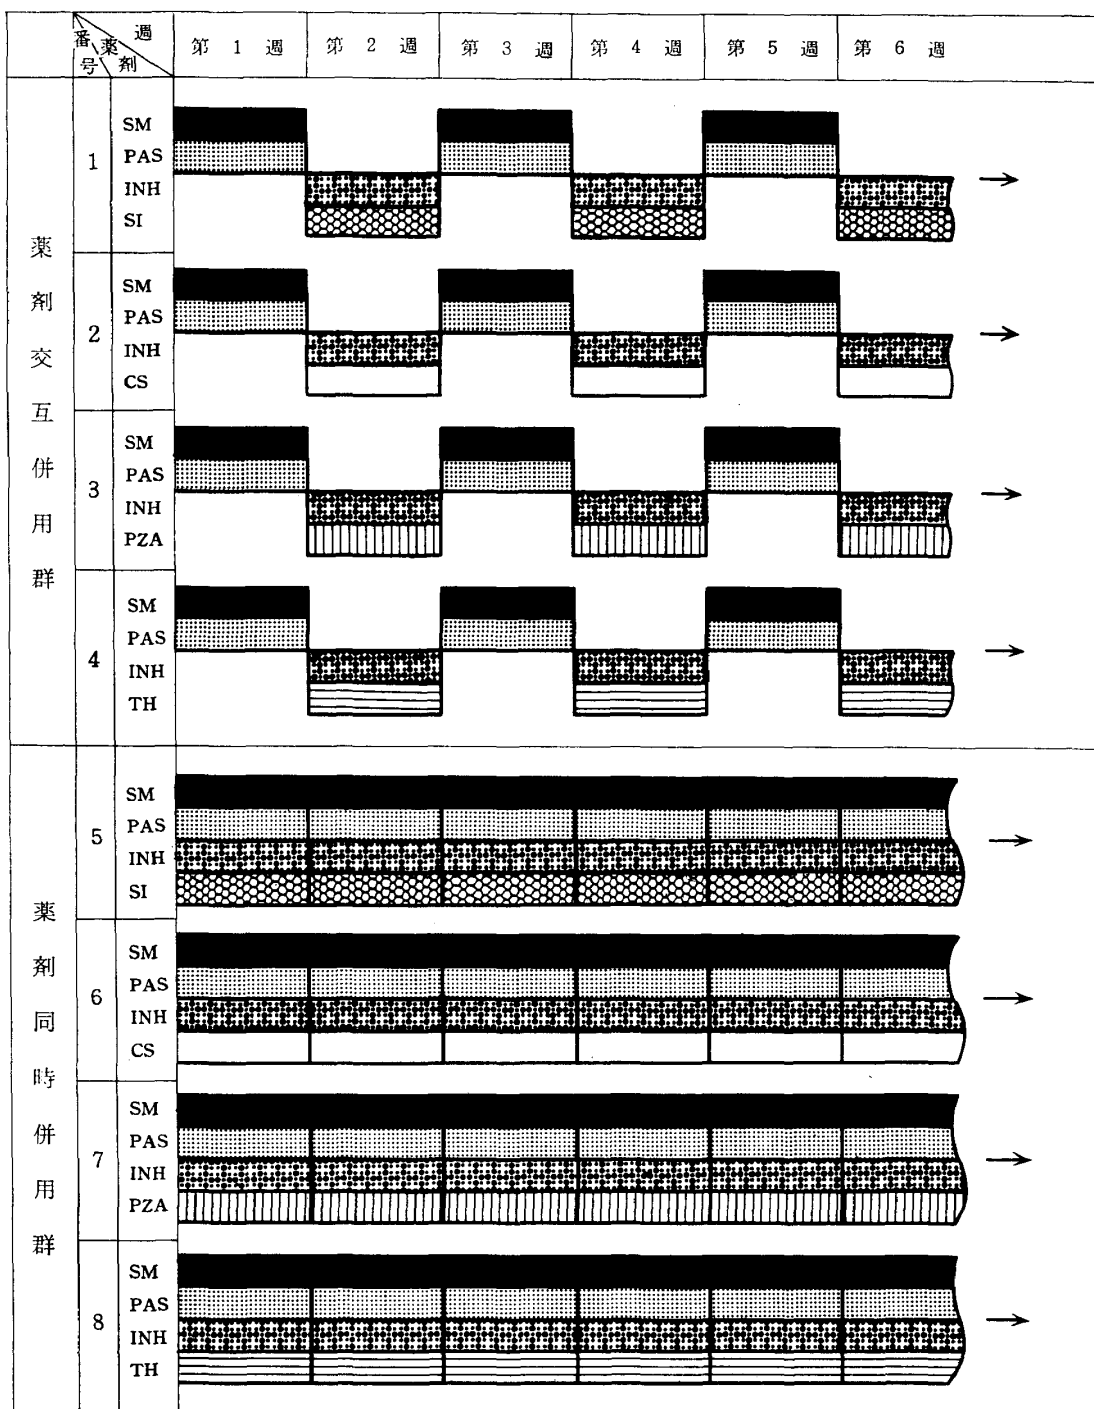 番号 薬剤 週 第1週 第2週 第3週 第4週 第5週 第6週
薬剤交互併用群
1
SM
PAS
INH
SI
2
SM
PAS
INH
CS
3
SM
PAS
INH
PZA
4
SM
PAS
INH
TH
薬剤同時併用群
5
SM
PAS
INH
SI
6
SM
PAS
INH
CS
7
SM
PAS
INH
PZA
8
SM
PAS
INH
TH